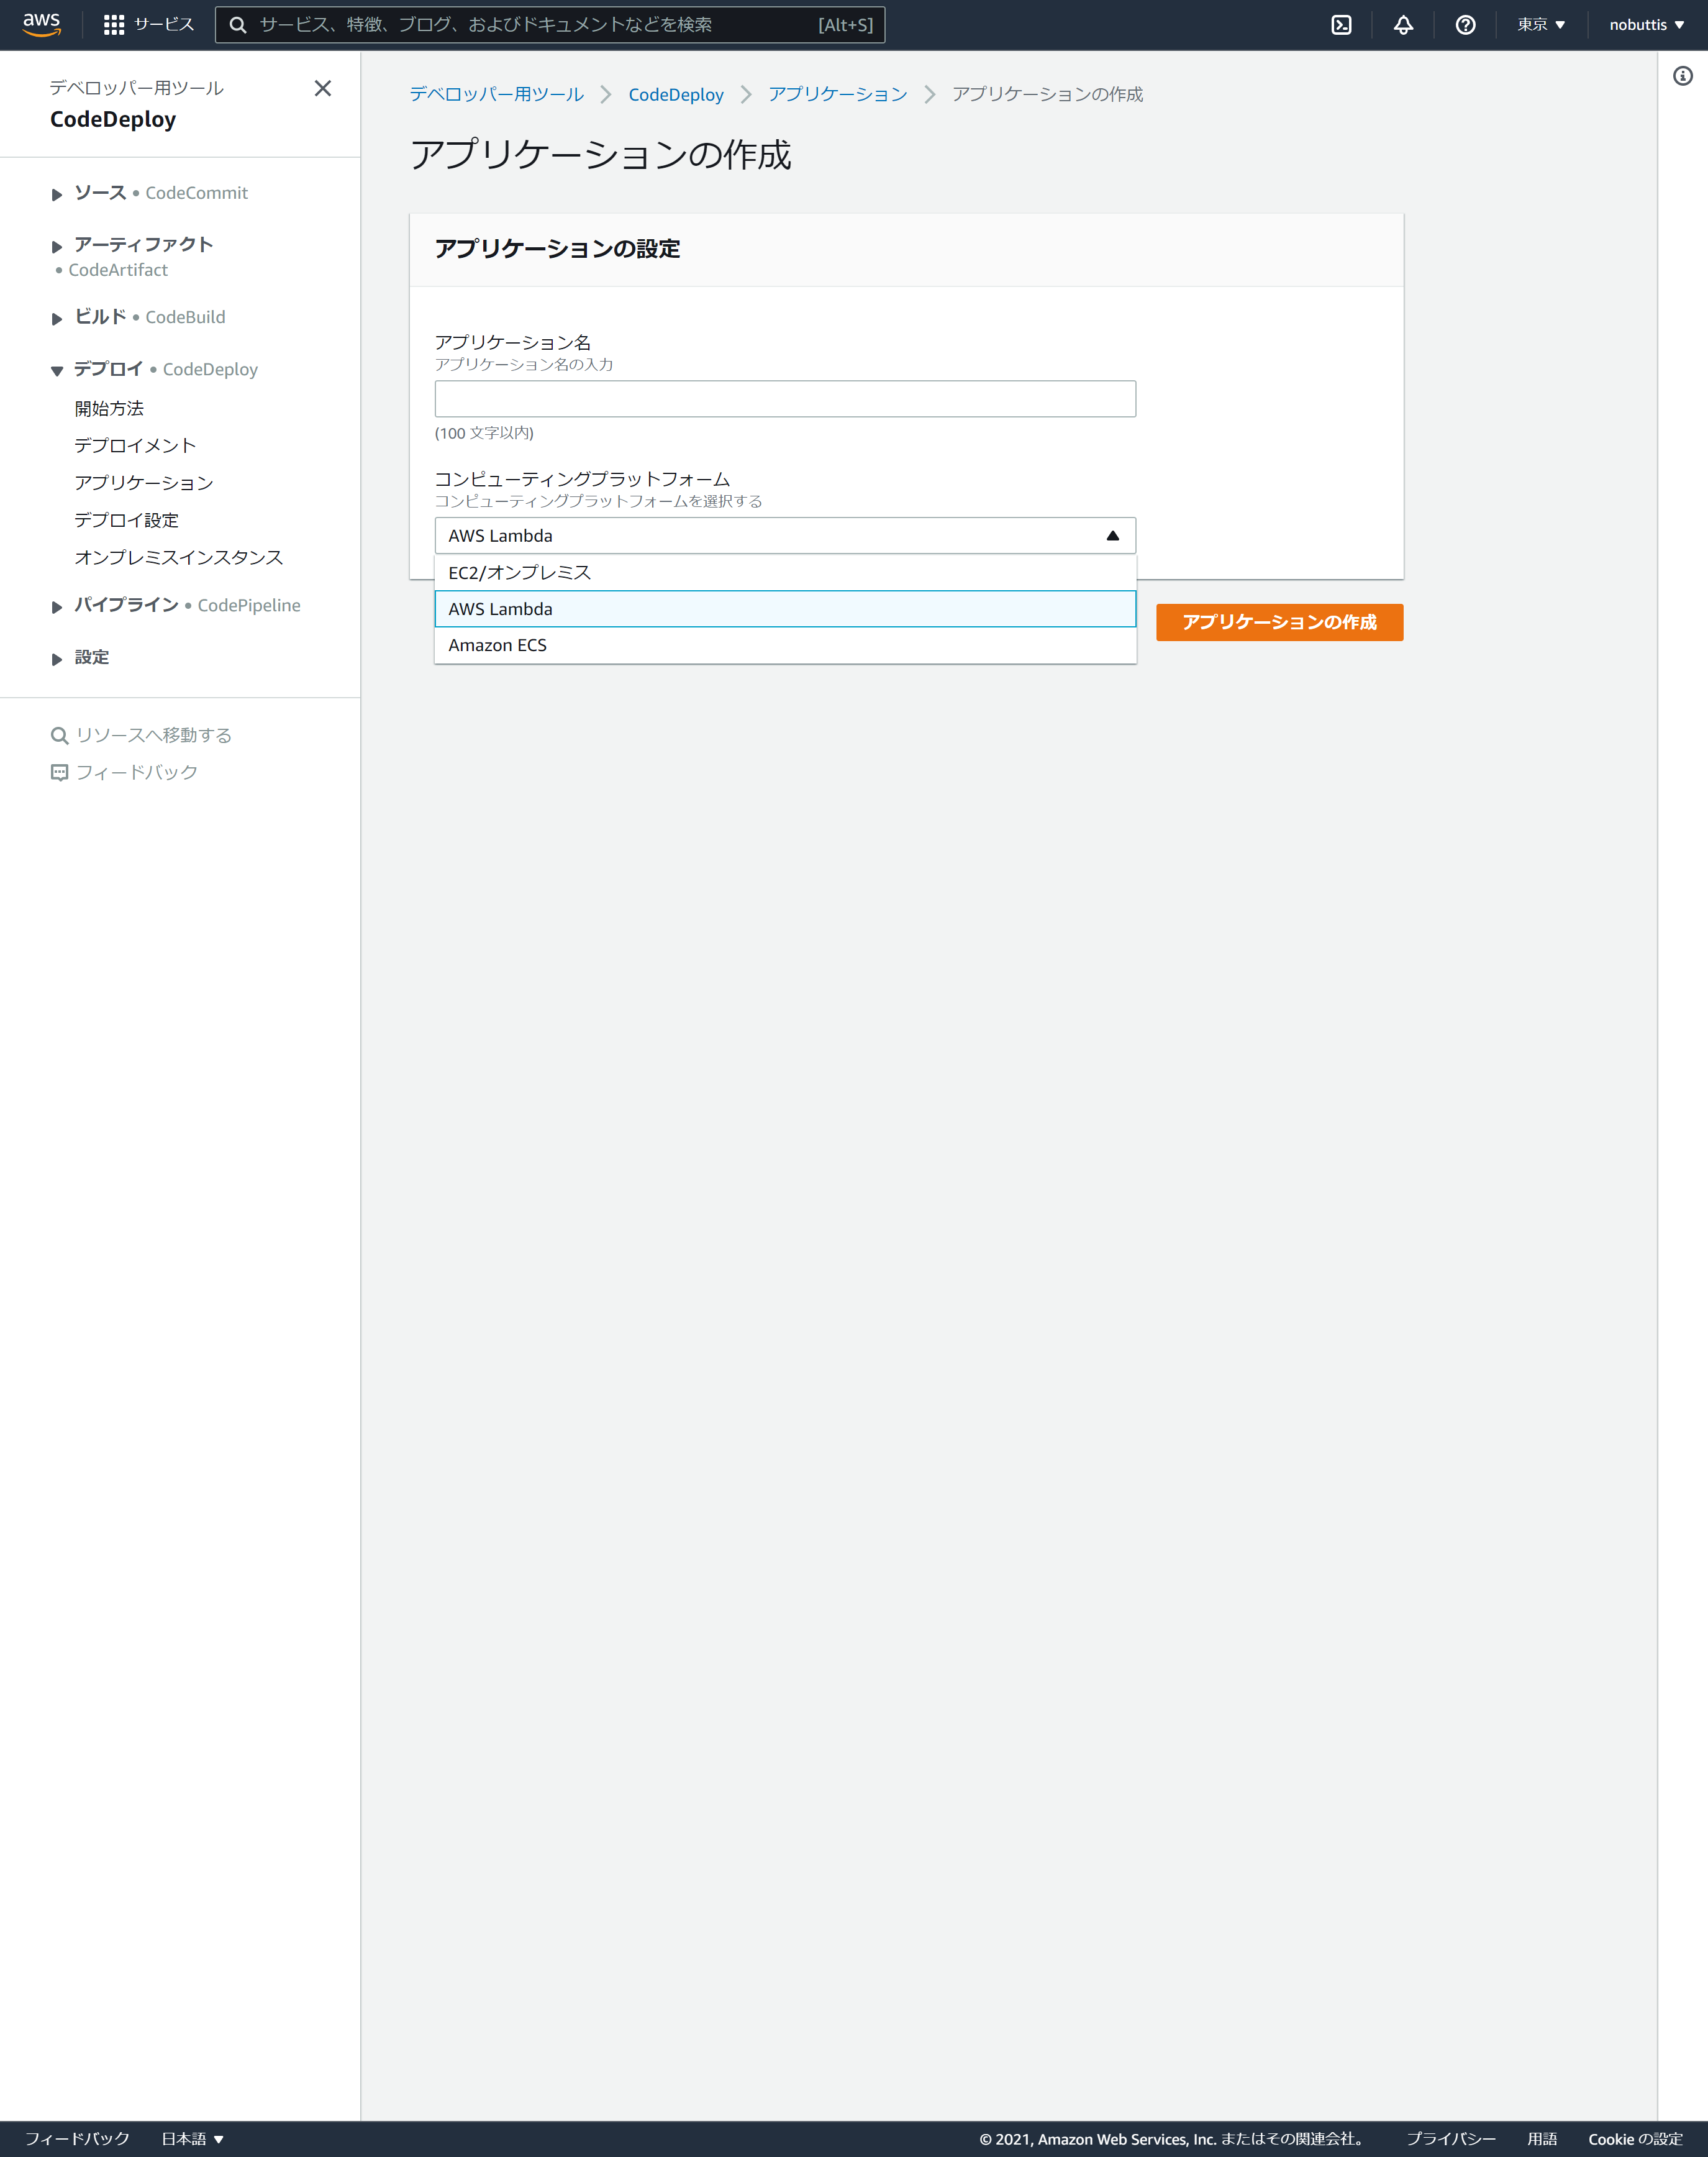 aws
サービス
サービス、特徴、ブログ、およびドキュメントなどを検索 [Alt+S]
東京 ▼
nobuttis ▼
デベロッパー用ツール
CodeDeploy
ソース • CodeCommit
アーティファクト
• CodeArtifact
ビルド • CodeBuild
デプロイ • CodeDeploy
開始方法
デプロイメント
アプリケーション
デプロイ設定
オンプレミスインスタンス
パイプライン • CodePipeline
設定
リソースへ移動する
フィードバック
デベロッパー用ツール > CodeDeploy > アプリケーション > アプリケーションの作成
アプリケーションの作成
アプリケーションの設定
アプリケーション名
アプリケーション名の入力
(100 文字以内)
コンピューティングプラットフォーム
コンピューティングプラットフォームを選択する
AWS Lambda
EC2/オンプレミス
AWS Lambda
Amazon ECS
アプリケーションの作成
フィードバック 日本語 ▼
© 2021, Amazon Web Services, Inc. またはその関連会社。 プライバシー 用語 Cookie の設定